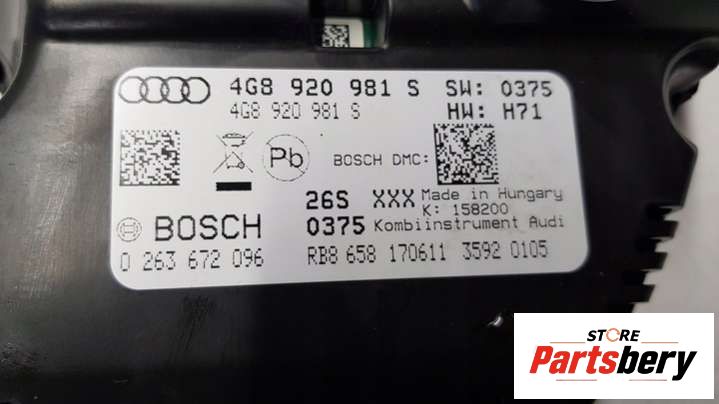 4G8 920 981 S SW: 0375
4G8 920 981 S HW: H71
Pb BOSCH DMC:
26S XXX Made in Hungary
K: 158200
BOSCH 0375 Kombiinstrument Audi
0 263 672 096 RB8 658 170611 3592 0105
STORE
Partsbery